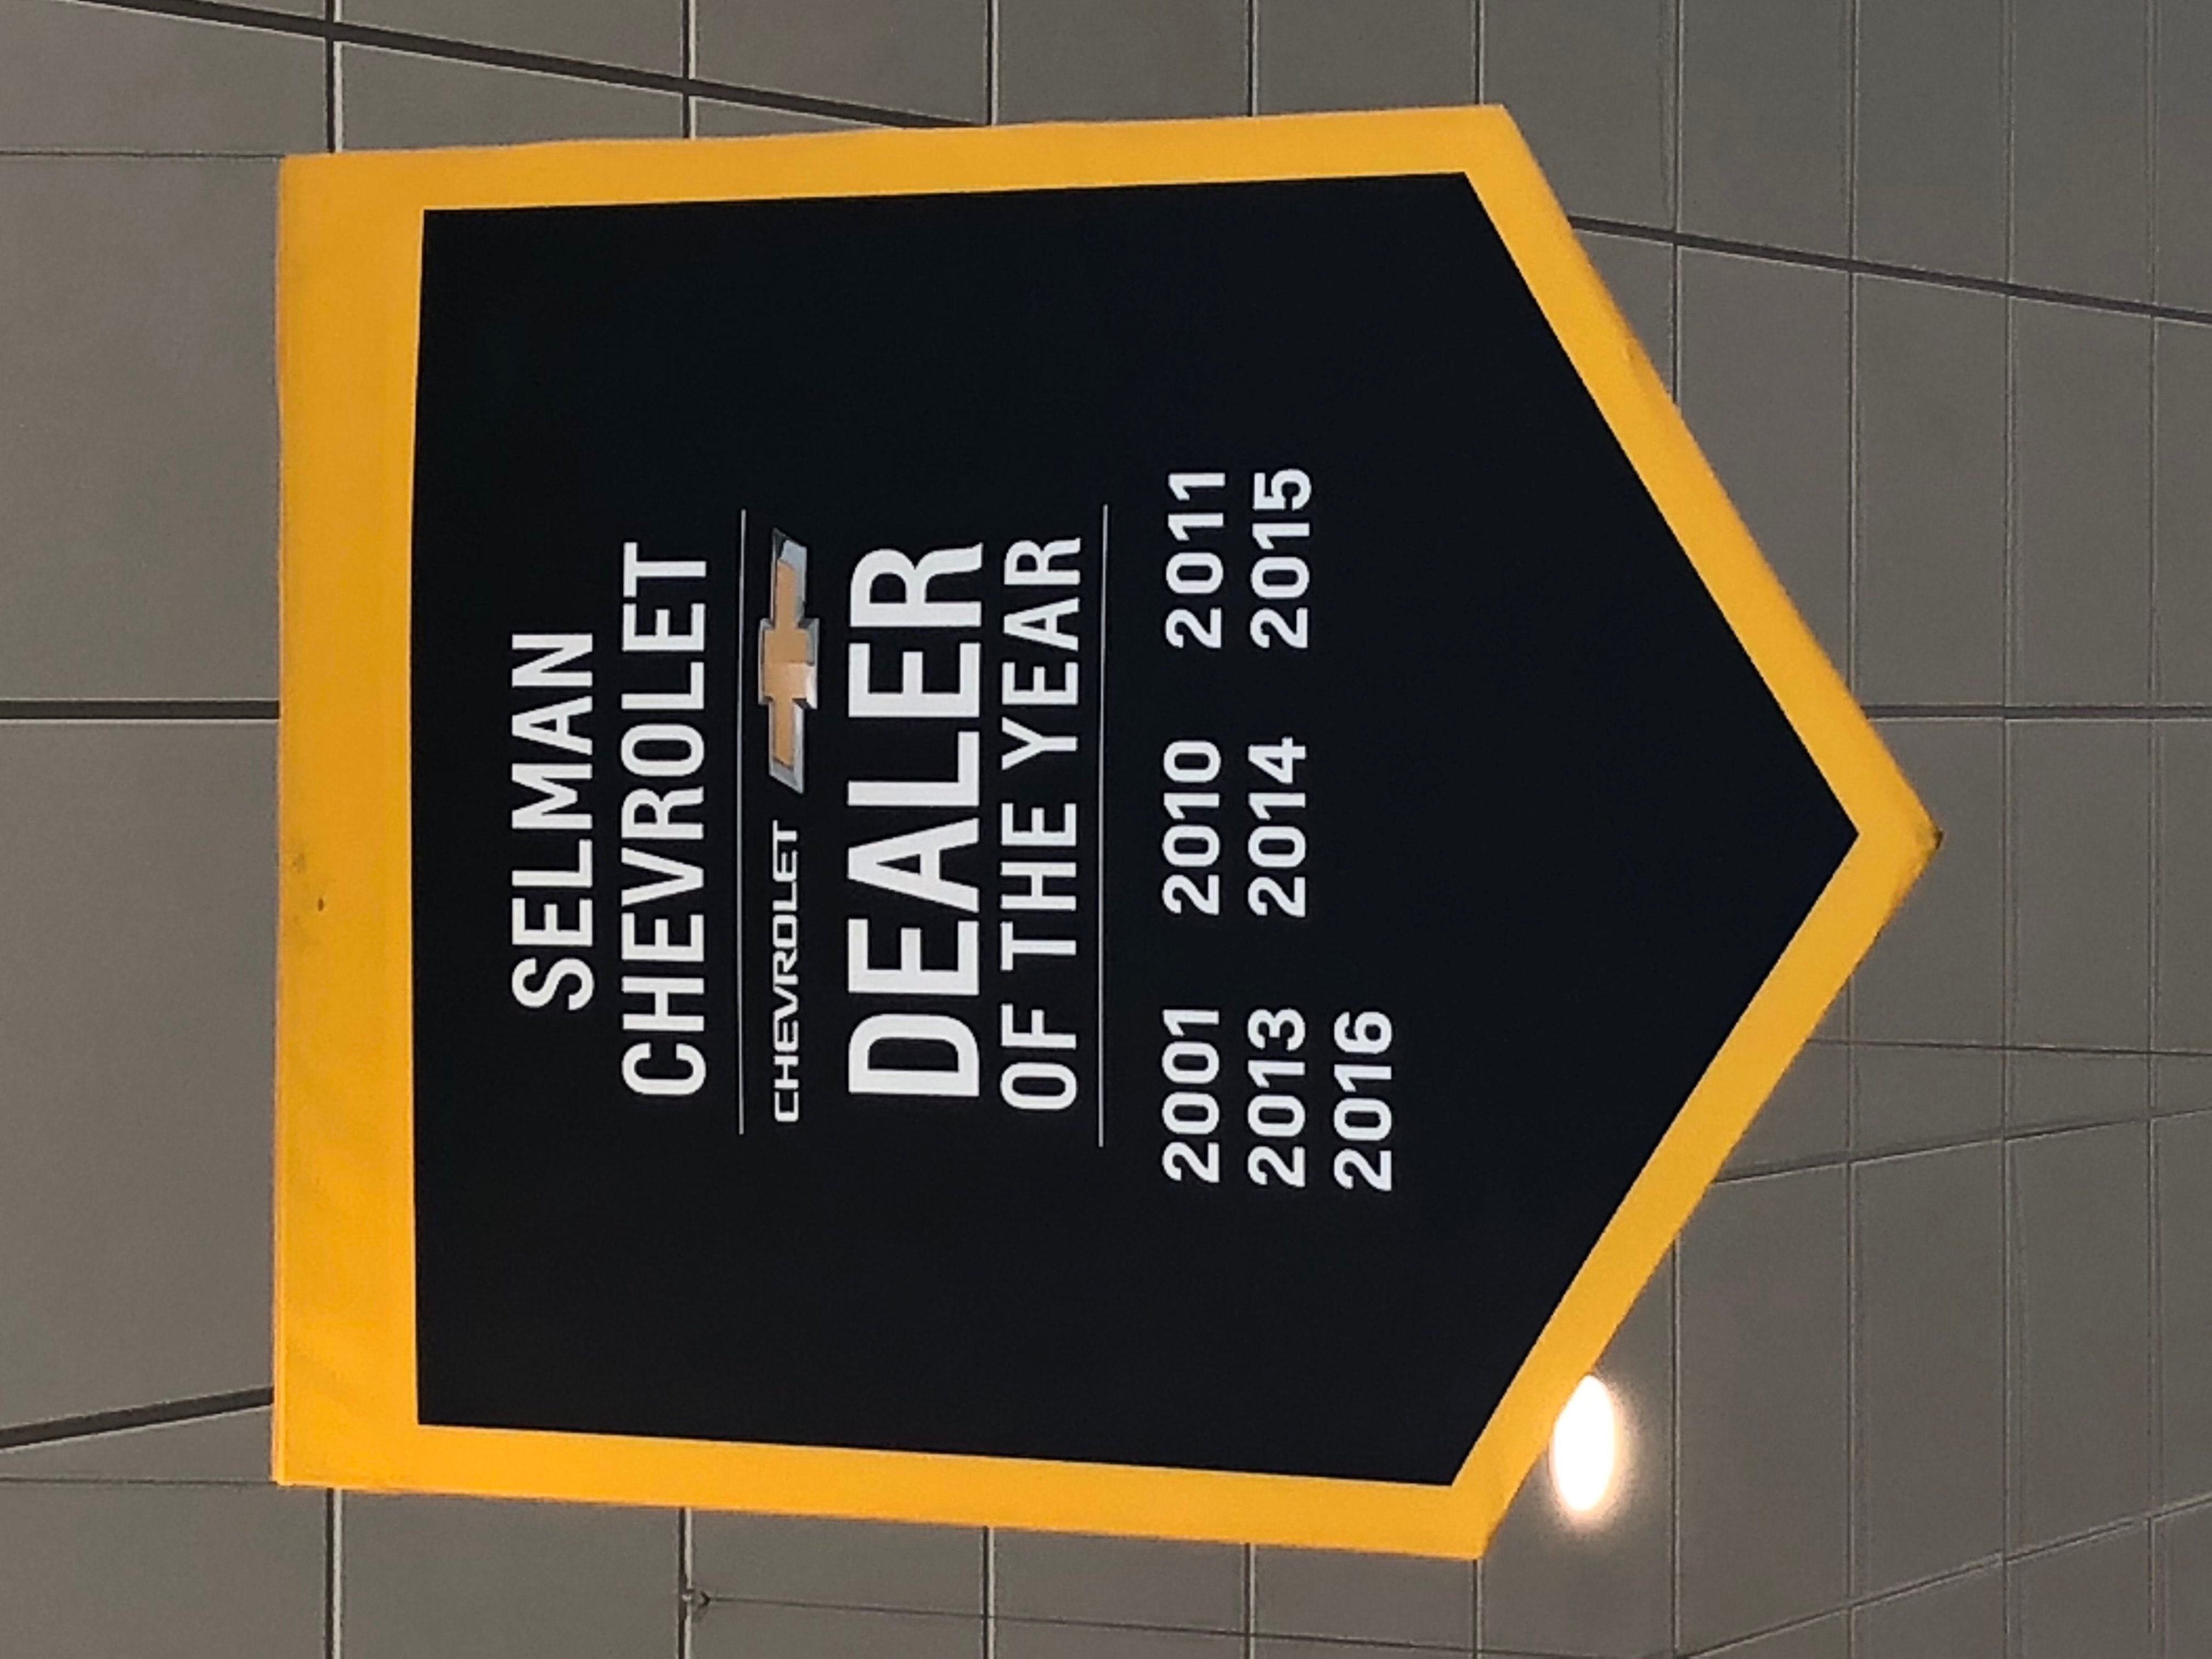 SELMAN
CHEVROLET
CHEVROLET
DEALER
OF THE YEAR
2001 2010 2011
2013 2014 2015
2016